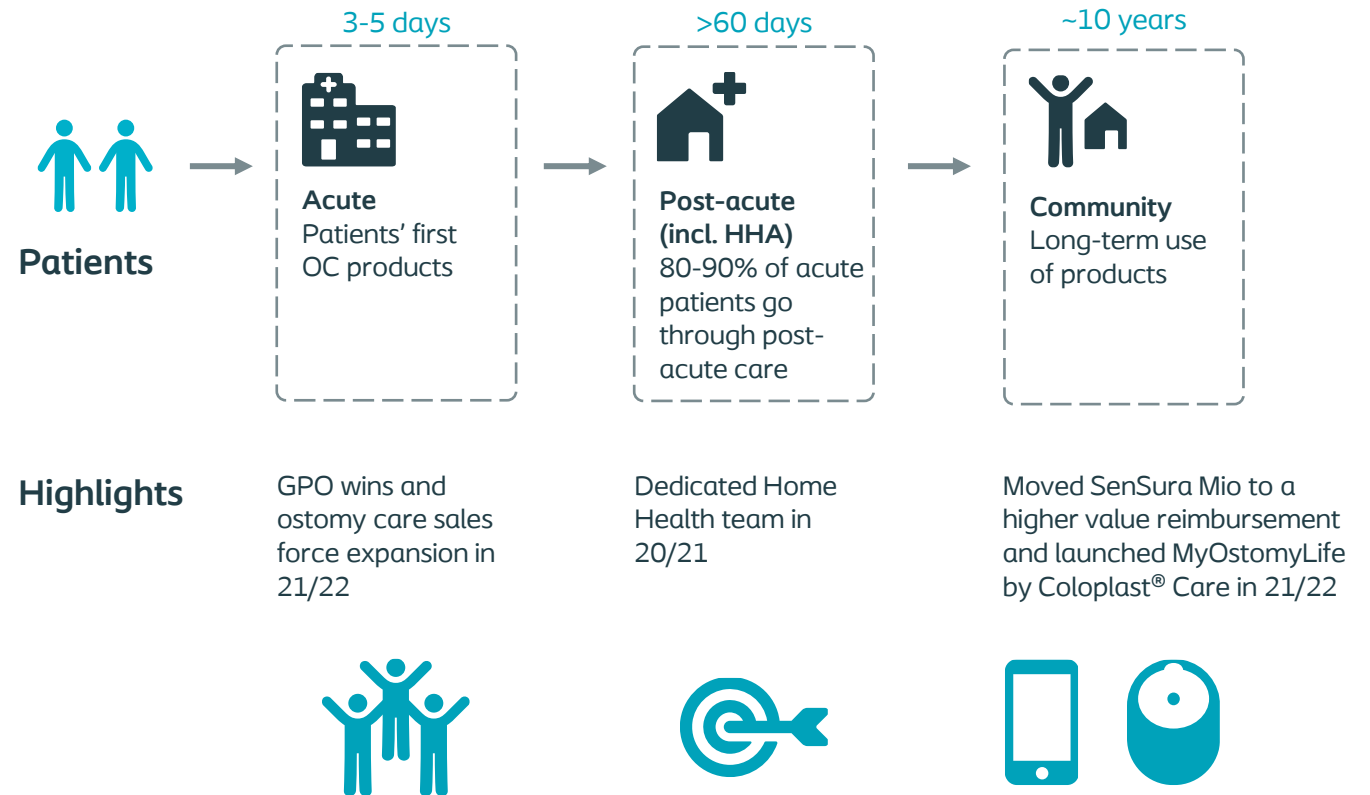 3-5 days
>60 days
~10 years
Patients
Acute
Patients’ first
OC products
Post-acute
(incl. HHA)
80-90% of acute
patients go
through post-
acute care
Community
Long-term use
of products
Highlights
GPO wins and
ostomy care sales
force expansion in
21/22
Dedicated Home
Health team in
20/21
Moved SenSura Mio to a
higher value reimbursement
and launched MyOstomyLife
by Coloplast® Care in 21/22